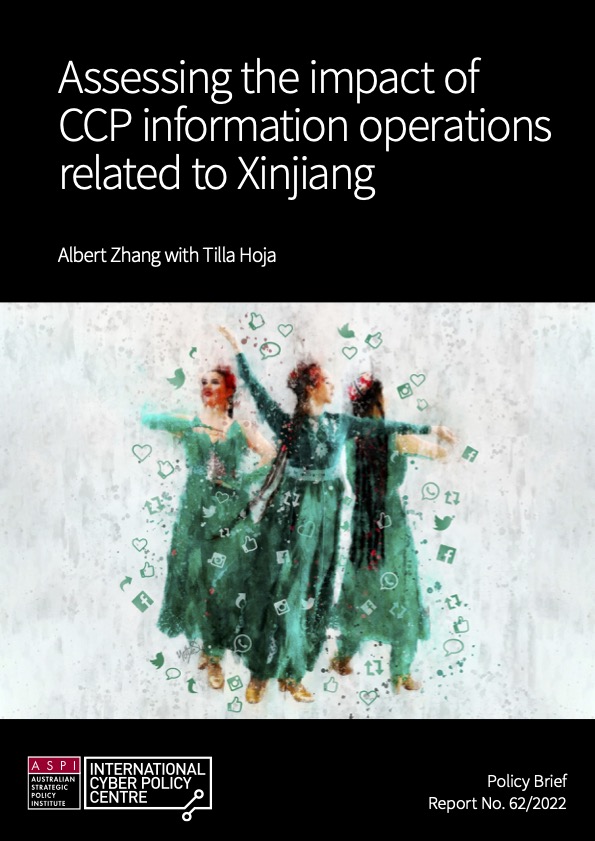 Assessing the impact of
CCP information operations
related to Xinjiang
Albert Zhang with Tilla Hoja
ASPI
AUSTRALIAN
STRATEGIC
POLICY
INSTITUTE
INTERNATIONAL
CYBER POLICY
CENTRE
Policy Brief
Report No. 62/2022